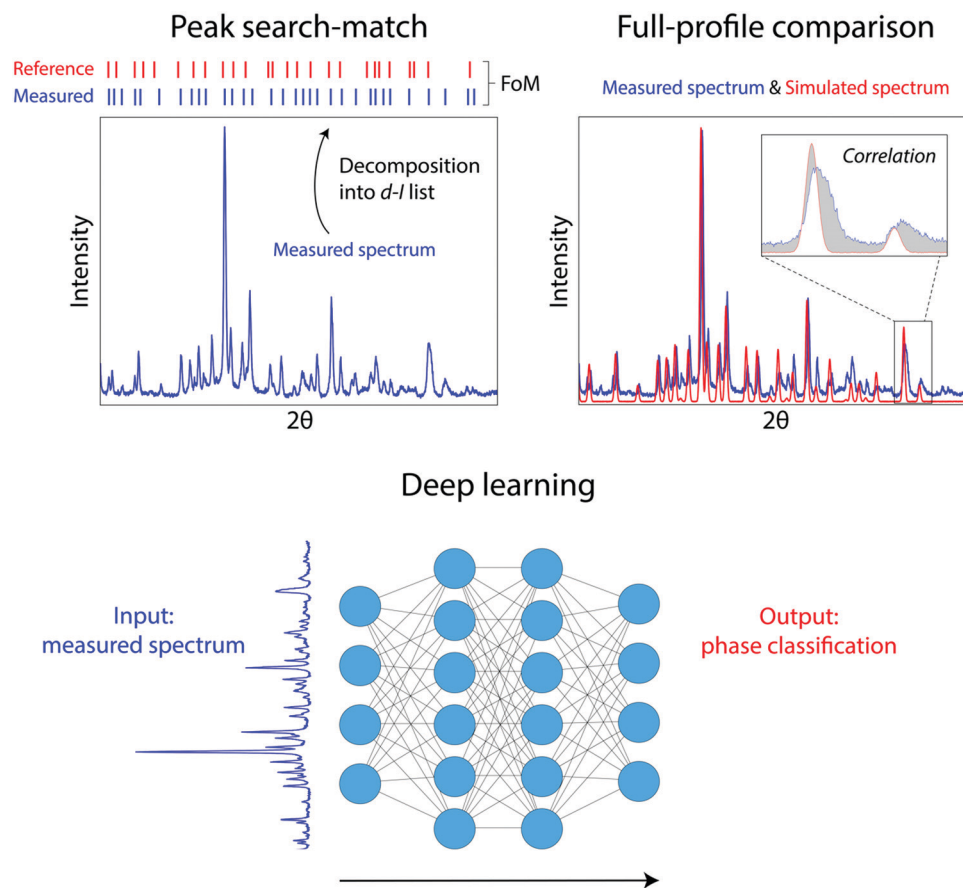 Peak search-match
Reference
Measured
FoM
Decomposition
into d-I list
Measured spectrum
Intensity
2θ
Full-profile comparison
Measured spectrum & Simulated spectrum
Correlation
Intensity
2θ
Deep learning
Input:
measured spectrum
Output:
phase classification